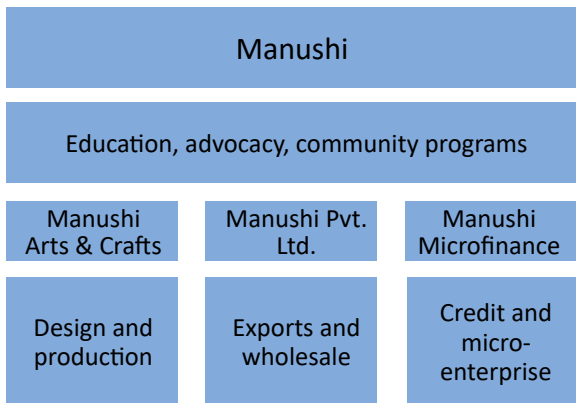 Manushi
Education, advocacy, community programs
Manushi
Arts & Crafts
Manushi Pvt.
Ltd.
Manushi
Microfinance
Design and
production
Exports and
wholesale
Credit and
micro-
enterprise